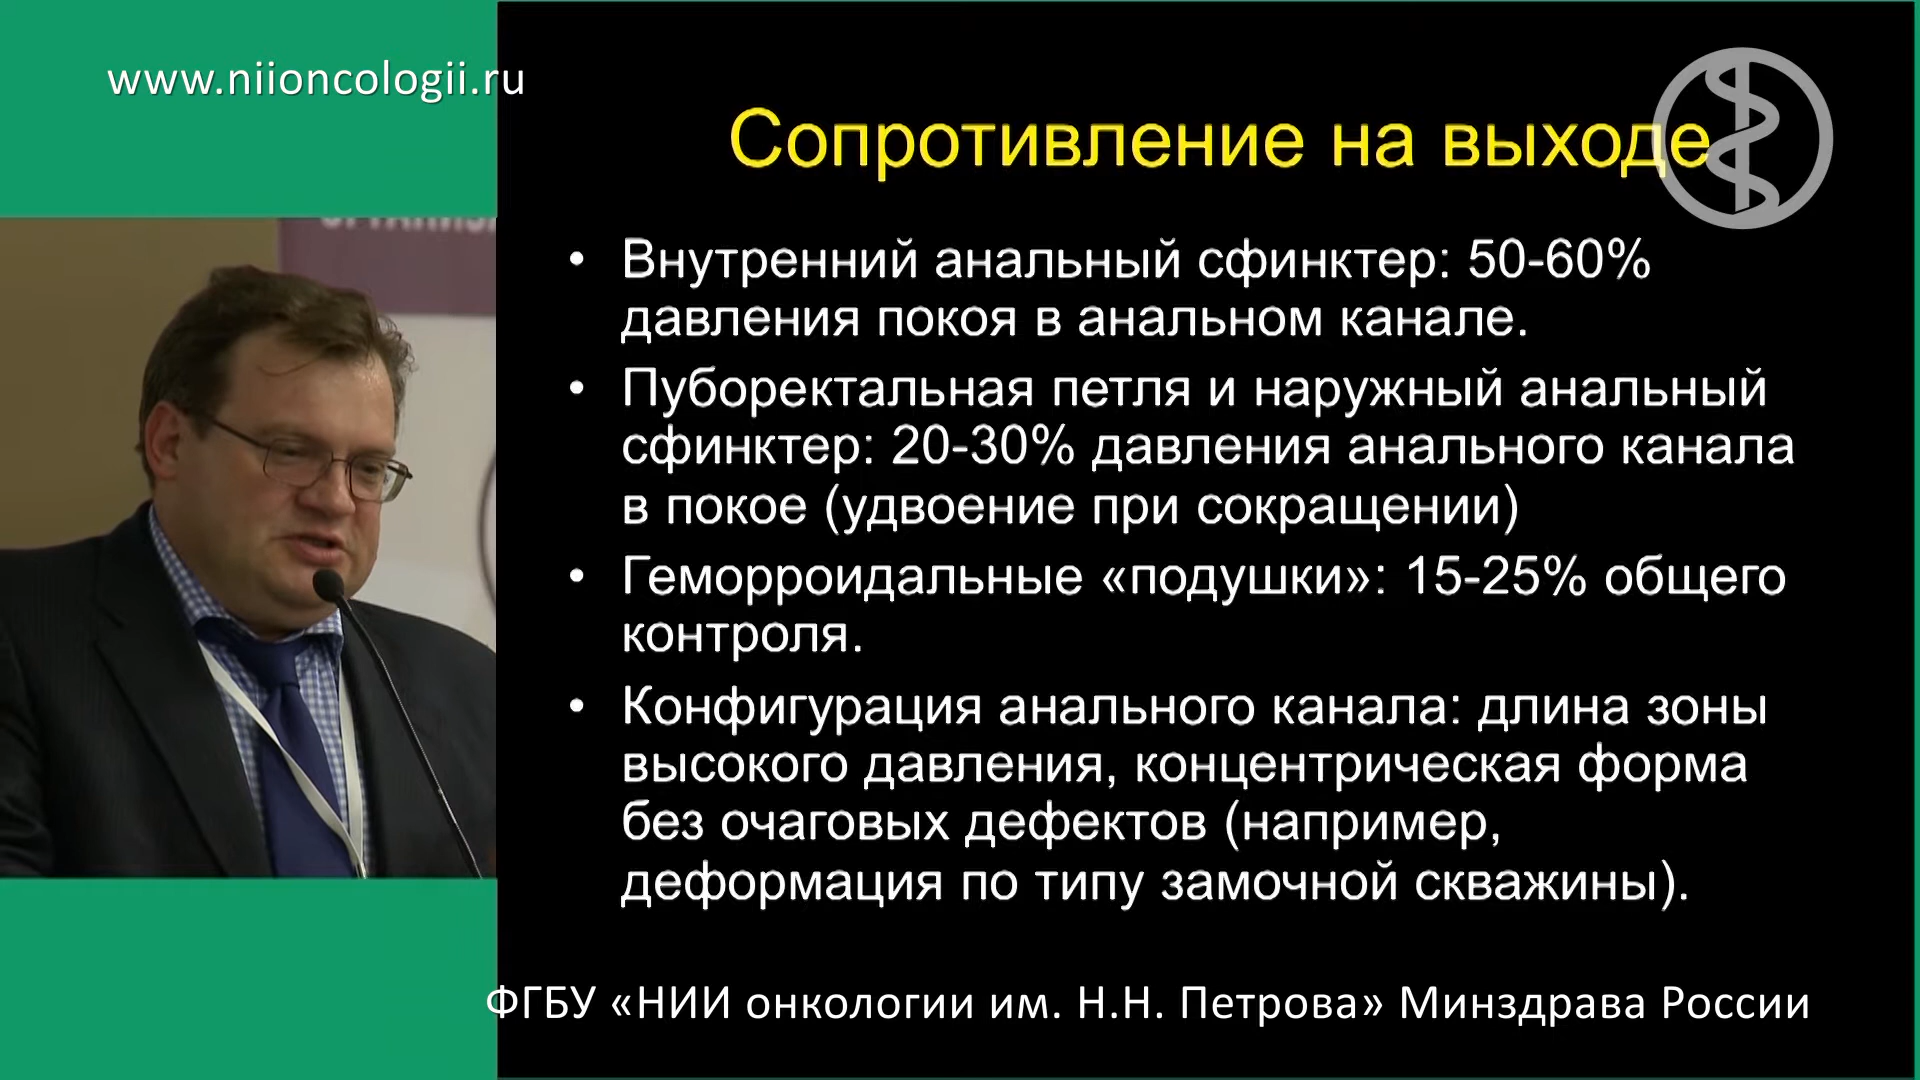 www.niioncologii.ru
Сопротивление на выходе
• Внутренний анальный сфинктер: 50-60%
давления покоя в анальном канале.
• Пуборектальная петля и наружный анальный
сфинктер: 20-30% давления анального канала
в покое (удвоение при сокращении)
• Геморроидальные «подушки»: 15-25% общего
контроля.
• Конфигурация анального канала: длина зоны
высокого давления, концентрическая форма
без очаговых дефектов (например,
деформация по типу замочной скважины).
ФГБУ «НИИ онкологии им. Н.Н. Петрова» Минздрава России